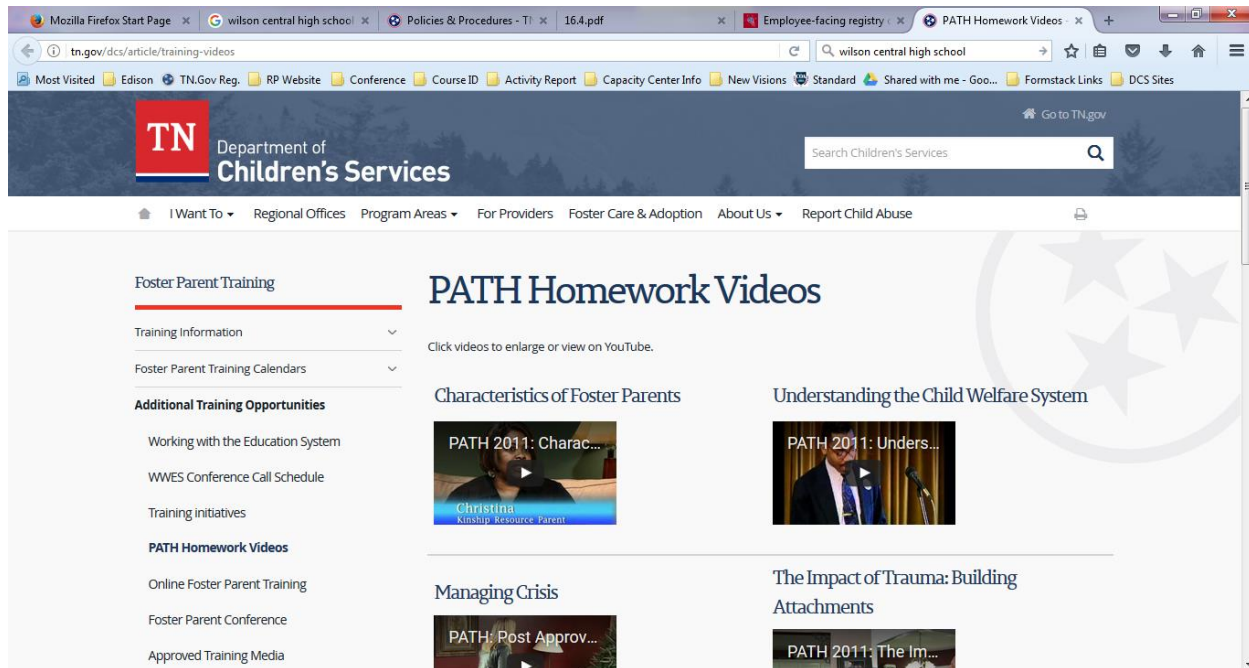 Mozilla Firefox Start Page
wilson central high school
Policies & Procedures - T
16.4.pdf
Employee-facing registry
PATH Homework Videos
tn.gov/dcs/article/training-videos
wilson central high school
Most Visited Edison TN.Gov Reg. RP Website Conference Course ID Activity Report Capacity Center Info New Visions Standard Shared with me - Goo... Formstack Links DCS Sites
Go to TN.gov
TN
Department of
Children's Services
Search Children's Services
I Want To Regional Offices Program Areas For Providers Foster Care & Adoption About Us Report Child Abuse
Foster Parent Training
Training Information
Foster Parent Training Calendars
Additional Training Opportunities
Working with the Education System
WWES Conference Call Schedule
Training initiatives
PATH Homework Videos
Online Foster Parent Training
Foster Parent Conference
Approved Training Media
PATH Homework Videos
Click videos to enlarge or view on YouTube.
Characteristics of Foster Parents
PATH 2011: Charac...
Christina
Kinship Resource Parent
Understanding the Child Welfare System
PATH 2011: Unders...
Managing Crisis
PATH: Post Approv...
The Impact of Trauma: Building
Attachments
PATH 2011: The Im...